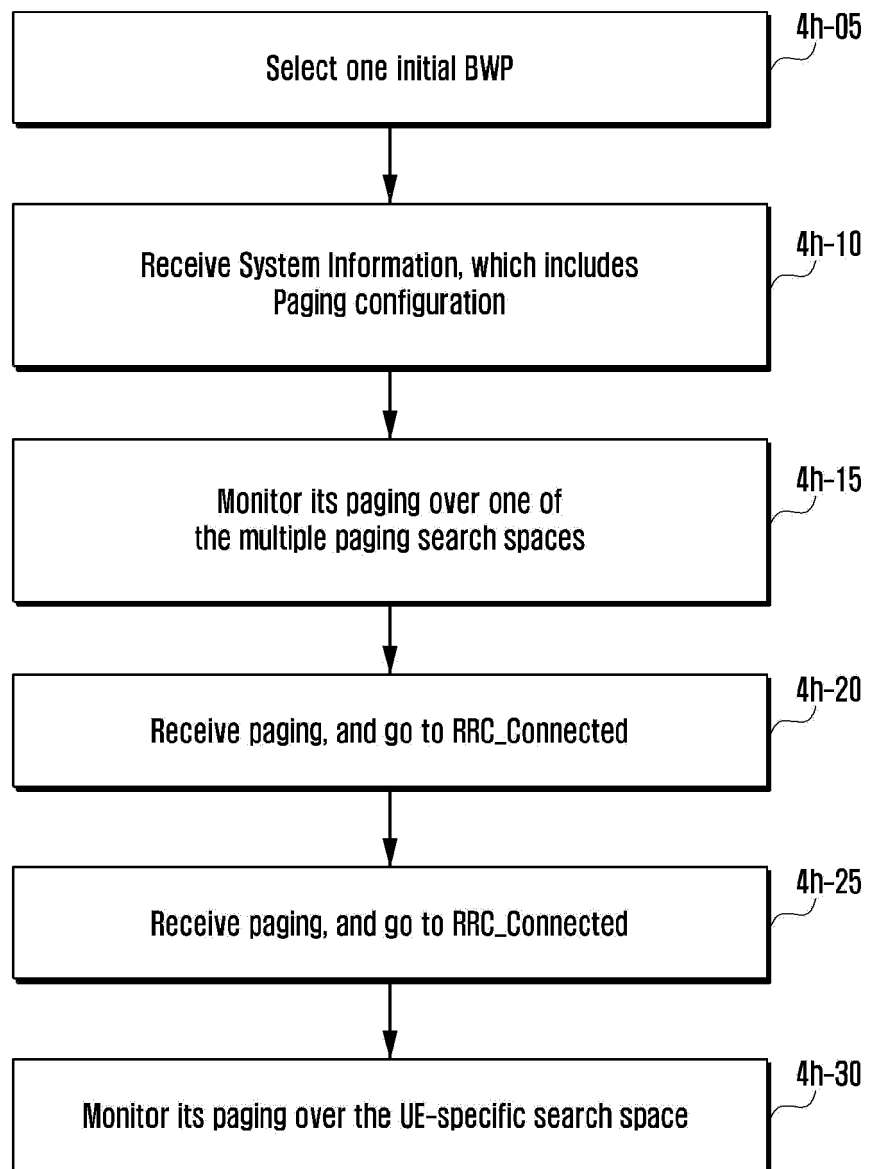 4h-05
Select one initial BWP
4h-10
Receive System Information, which includes
Paging configuration
4h-15
Monitor its paging over one of
the multiple paging search spaces
4h-20
Receive paging, and go to RRC_Connected
4h-25
Receive paging, and go to RRC_Connected
4h-30
Monitor its paging over the UE-specific search space